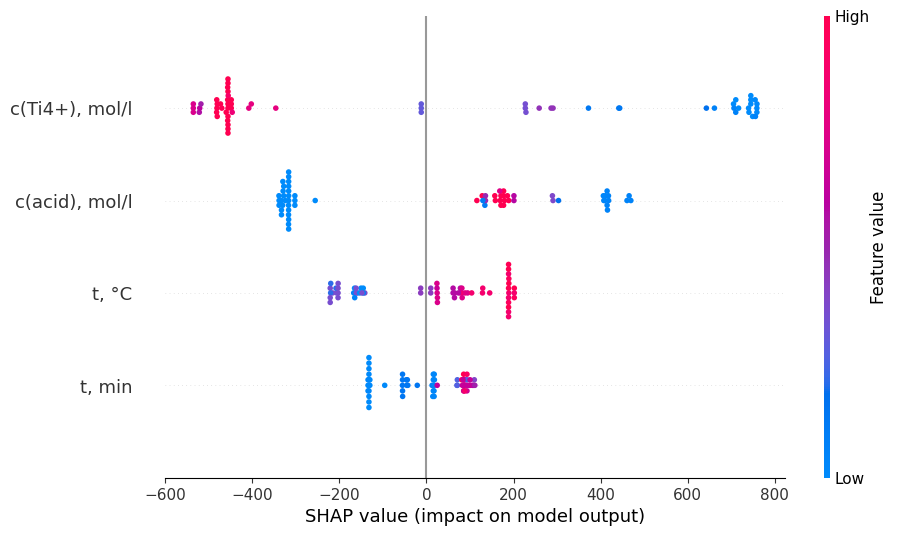 High
c(Ti4+), mol/l
c(acid), mol/l
t, °C
t, min
Feature value
Low
−600 −400 −200 0 200 400 600 800
SHAP value (impact on model output)